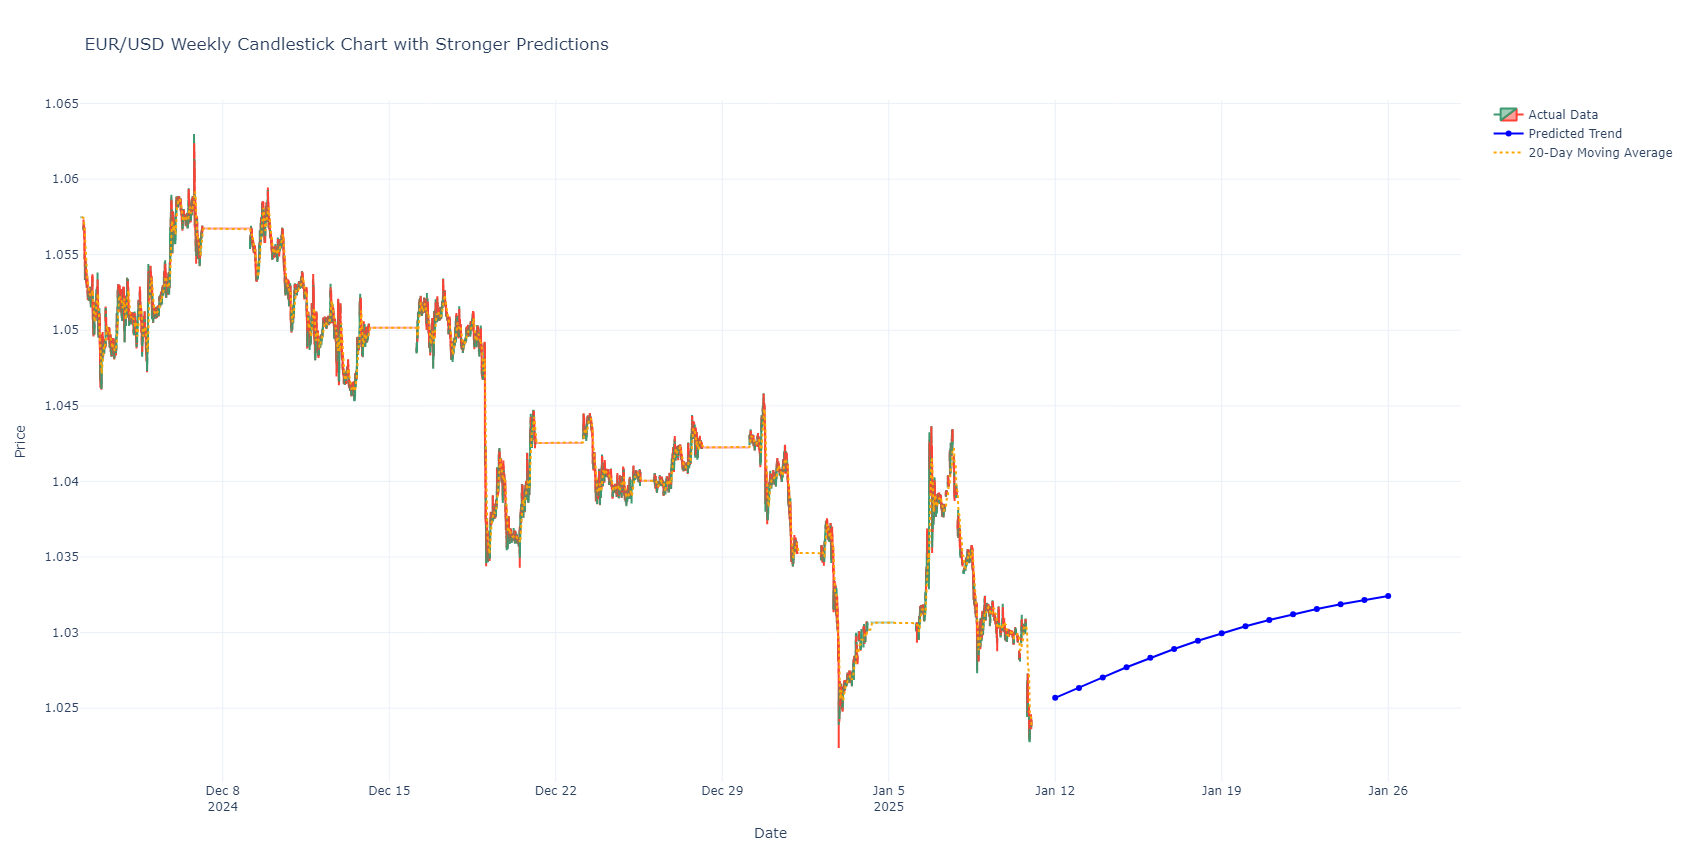 EUR/USD Weekly Candlestick Chart with Stronger Predictions
1.065
1.06
1.055
1.05
1.045
1.04
1.035
1.03
1.025
Price
Dec 8
2024
Dec 15
Dec 22
Dec 29
Jan 5
2025
Jan 12
Jan 19
Jan 26
Date
Actual Data
Predicted Trend
20-Day Moving Average